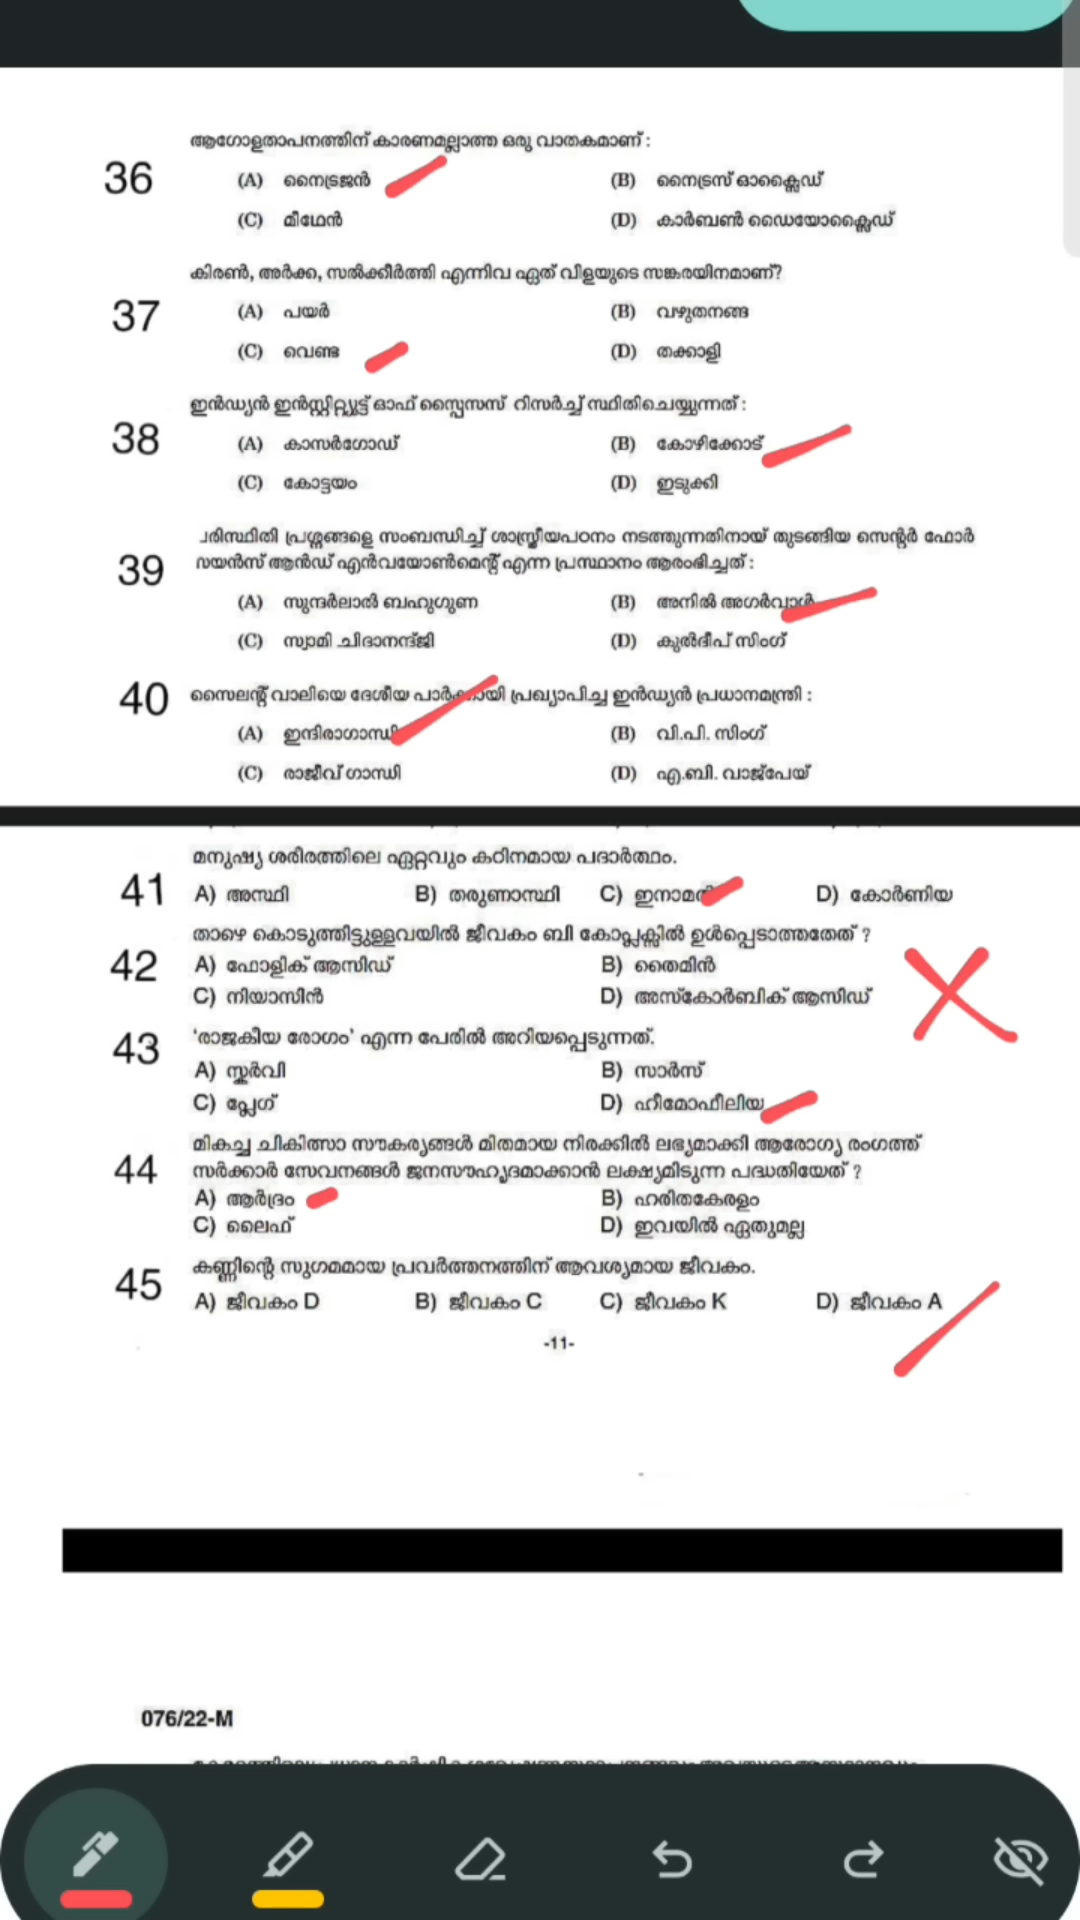 36
ആഗോളതാപനത്തിന് കാരണമല്ലാത്ത ഒരു വാതകമാണ് :
(A) നൈട്രജൻ (B) നൈട്രസ് ഓക്സൈഡ്
(C) മീഥേൻ (D) കാർബൺ ഡൈയോക്സൈഡ്
37
കിരൺ, അർക്ക, സൽക്കീർത്തി എന്നിവ ഏത് വിളയുടെ സങ്കരയിനമാണ്?
(A) പയർ (B) വഴുതനങ്ങ
(C) വെണ്ട (D) തക്കാളി
38
ഇൻഡ്യൻ ഇൻസ്റ്റിറ്റ്യൂട്ട് ഓഫ് സ്പൈസസ് റിസർച്ച് സ്ഥിതിചെയ്യുന്നത് :
(A) കാസർഗോഡ് (B) കോഴിക്കോട്
(C) കോട്ടയം (D) ഇടുക്കി
39
പരിസ്ഥിതി പ്രശ്നങ്ങളെ സംബന്ധിച്ച് ശാസ്ത്രീയപഠനം നടത്തുന്നതിനായ് തുടങ്ങിയ സെന്റർ ഫോർ
സയൻസ് ആൻഡ് എൻവയോൺമെന്റ് എന്ന പ്രസ്ഥാനം ആരംഭിച്ചത് :
(A) സുന്ദർലാൽ ബഹുഗുണ (B) അനിൽ അഗർവാൾ
(C) സ്വാമി ചിദാനന്ദ്ജി (D) കുൽദീപ് സിംഗ്
40
സൈലന്റ് വാലിയെ ദേശീയ പാർക്കായി പ്രഖ്യാപിച്ച ഇൻഡ്യൻ പ്രധാനമന്ത്രി :
(A) ഇന്ദിരാഗാന്ധി (B) വി.പി. സിംഗ്
(C) രാജീവ് ഗാന്ധി (D) എ.ബി. വാജ്പേയ്
41
മനുഷ്യ ശരീരത്തിലെ ഏറ്റവും കഠിനമായ പദാർത്ഥം.
A) അസ്ഥി B) തരുണാസ്ഥി C) ഇനാമൽ D) കോർണിയ
42
താഴെ കൊടുത്തിട്ടുള്ളവയിൽ ജീവകം ബി കോപ്ലക്സിൽ ഉൾപ്പെടാത്തതേത് ?
A) ഫോളിക് ആസിഡ് B) തൈമിൻ
C) നിയാസിൻ D) അസ്കോർബിക് ആസിഡ്
43
'രാജകീയ രോഗം' എന്ന പേരിൽ അറിയപ്പെടുന്നത്.
A) സ്കർവി B) സാർസ്
C) പ്ലേഗ് D) ഹീമോഫീലിയ
44
മികച്ച ചികിത്സാ സൗകര്യങ്ങൾ മിതമായ നിരക്കിൽ ലഭ്യമാക്കി ആരോഗ്യ രംഗത്ത്
സർക്കാർ സേവനങ്ങൾ ജനസൗഹൃദമാക്കാൻ ലക്ഷ്യമിടുന്ന പദ്ധതിയേത് ?
A) ആർദ്രം B) ഹരിതകേരളം
C) ലൈഫ് D) ഇവയിൽ ഏതുമല്ല
45
കണ്ണിന്റെ സുഗമമായ പ്രവർത്തനത്തിന് ആവശ്യമായ ജീവകം.
A) ജീവകം D B) ജീവകം C C) ജീവകം K D) ജീവകം A
-11-
076/22-M